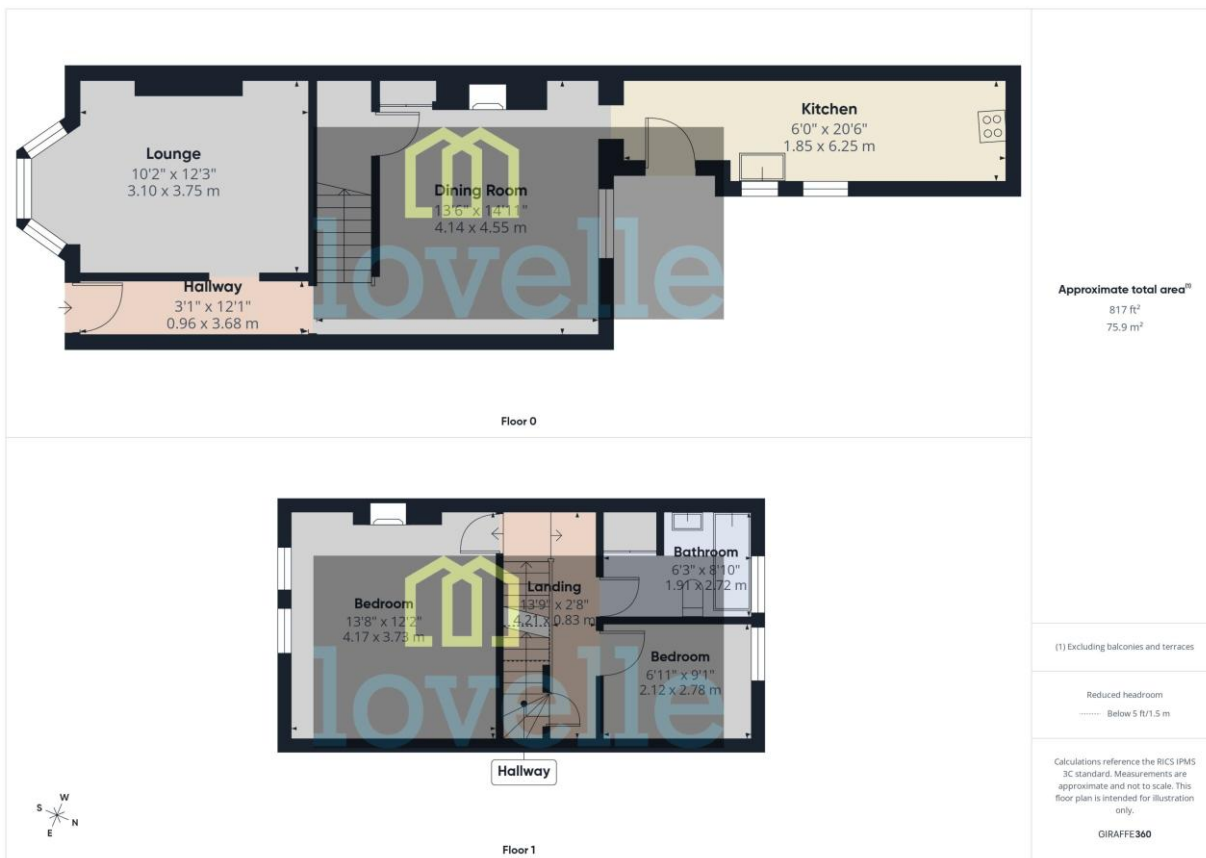 Lounge
10'2" x 12'3"
3.10 x 3.75 m
Hallway
3'1" x 12'1"
0.96 x 3.68 m
Dining Room
13'6" x 14'11"
4.14 x 4.55 m
Kitchen
6'0" x 20'6"
1.85 x 6.25 m
lovelle
Floor 0
Bedroom
13'8" x 12'2"
4.17 x 3.73 m
Landing
13'9" x 2'8"
4.21 x 0.83 m
Bathroom
6'3" x 8'10"
1.91 x 2.72 m
Bedroom
6'11" x 9'1"
2.12 x 2.78 m
lovelle
Hallway
S W
E N
Floor 1
Approximate total area(1)
817 ft²
75.9 m²
(1) Excluding balconies and terraces
Reduced headroom
Below 5 ft/1.5 m
Calculations reference the RICS IPMS
3C standard. Measurements are
approximate and not to scale. This
floor plan is intended for illustration
only.
GIRAFFE360